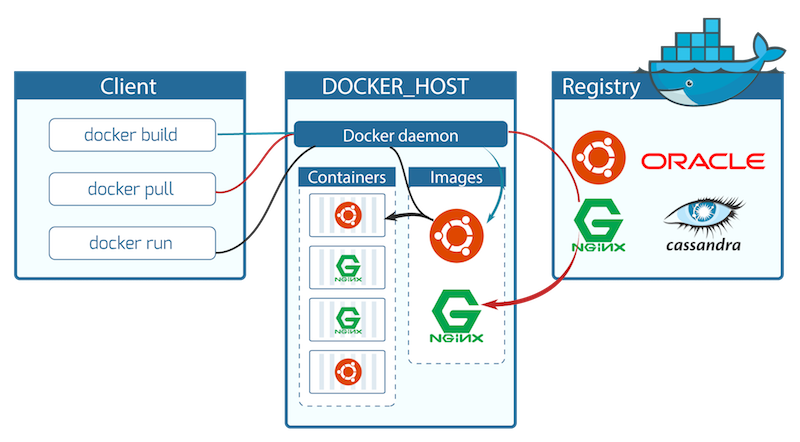 Client
docker build
docker pull
docker run
DOCKER_HOST
Docker daemon
Containers
NGiNX
NGiNX
Images
NGiNX
Registry
ORACLE
NGiNX
cassandra